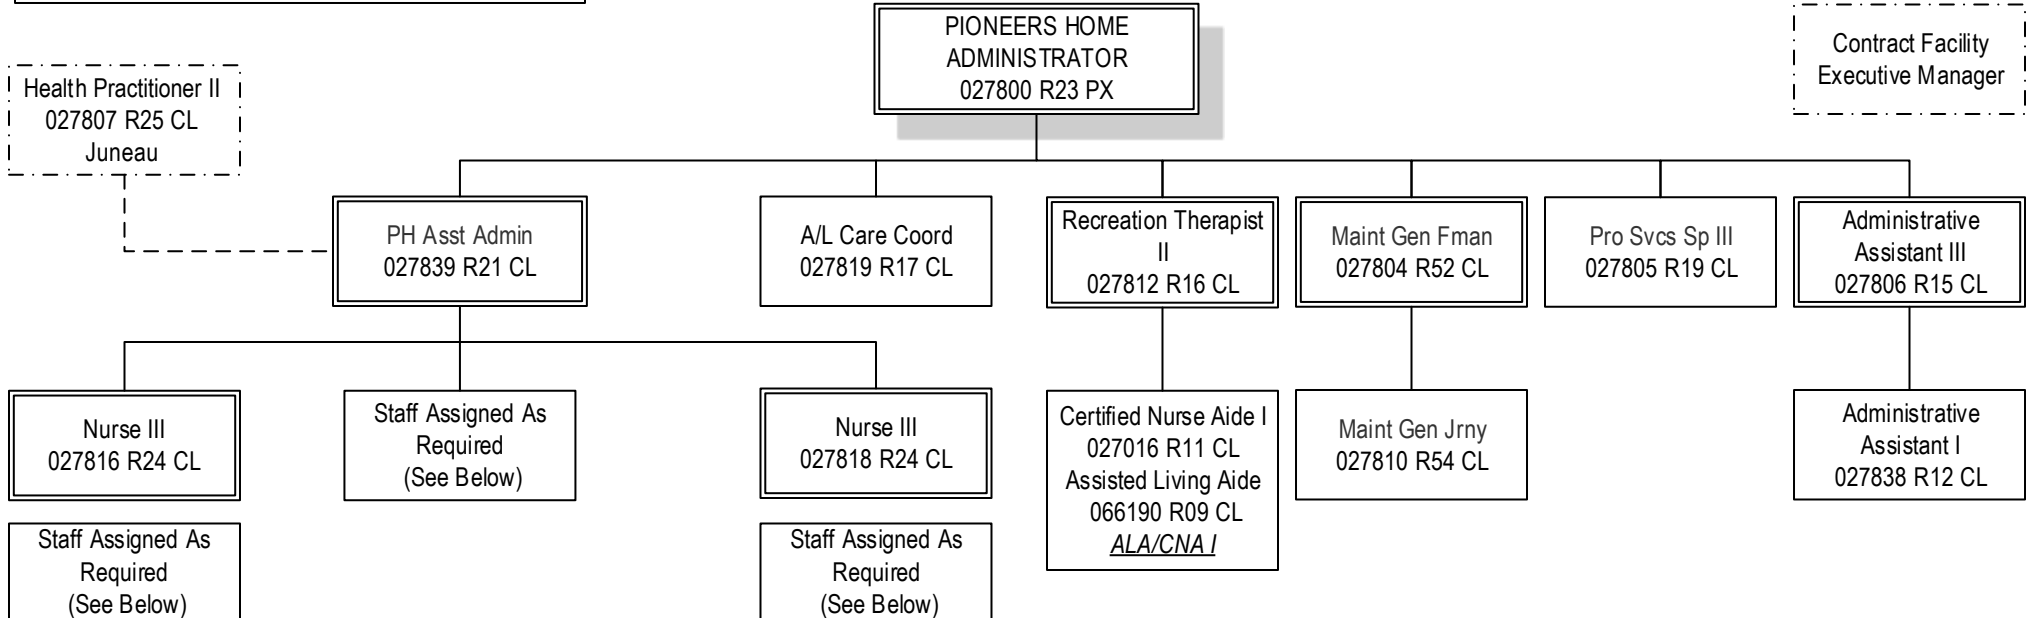 PIONEERS HOME
ADMINISTRATOR
027800 R23 PX
Contract Facility
Executive Manager
Health Practitioner II
027807 R25 CL
Juneau
PH Asst Admin
027839 R21 CL
A/L Care Coord
027819 R17 CL
Recreation Therapist
II
027812 R16 CL
Maint Gen Fman
027804 R52 CL
Pro Svcs Sp III
027805 R19 CL
Administrative
Assistant III
027806 R15 CL
Nurse III
027816 R24 CL
Staff Assigned As
Required
(See Below)
Nurse III
027818 R24 CL
Certified Nurse Aide I
027016 R11 CL
Assisted Living Aide
066190 R09 CL
ALA/CNA I
Maint Gen Jrny
027810 R54 CL
Administrative
Assistant I
027838 R12 CL
Staff Assigned As
Required
(See Below)
Staff Assigned As
Required
(See Below)